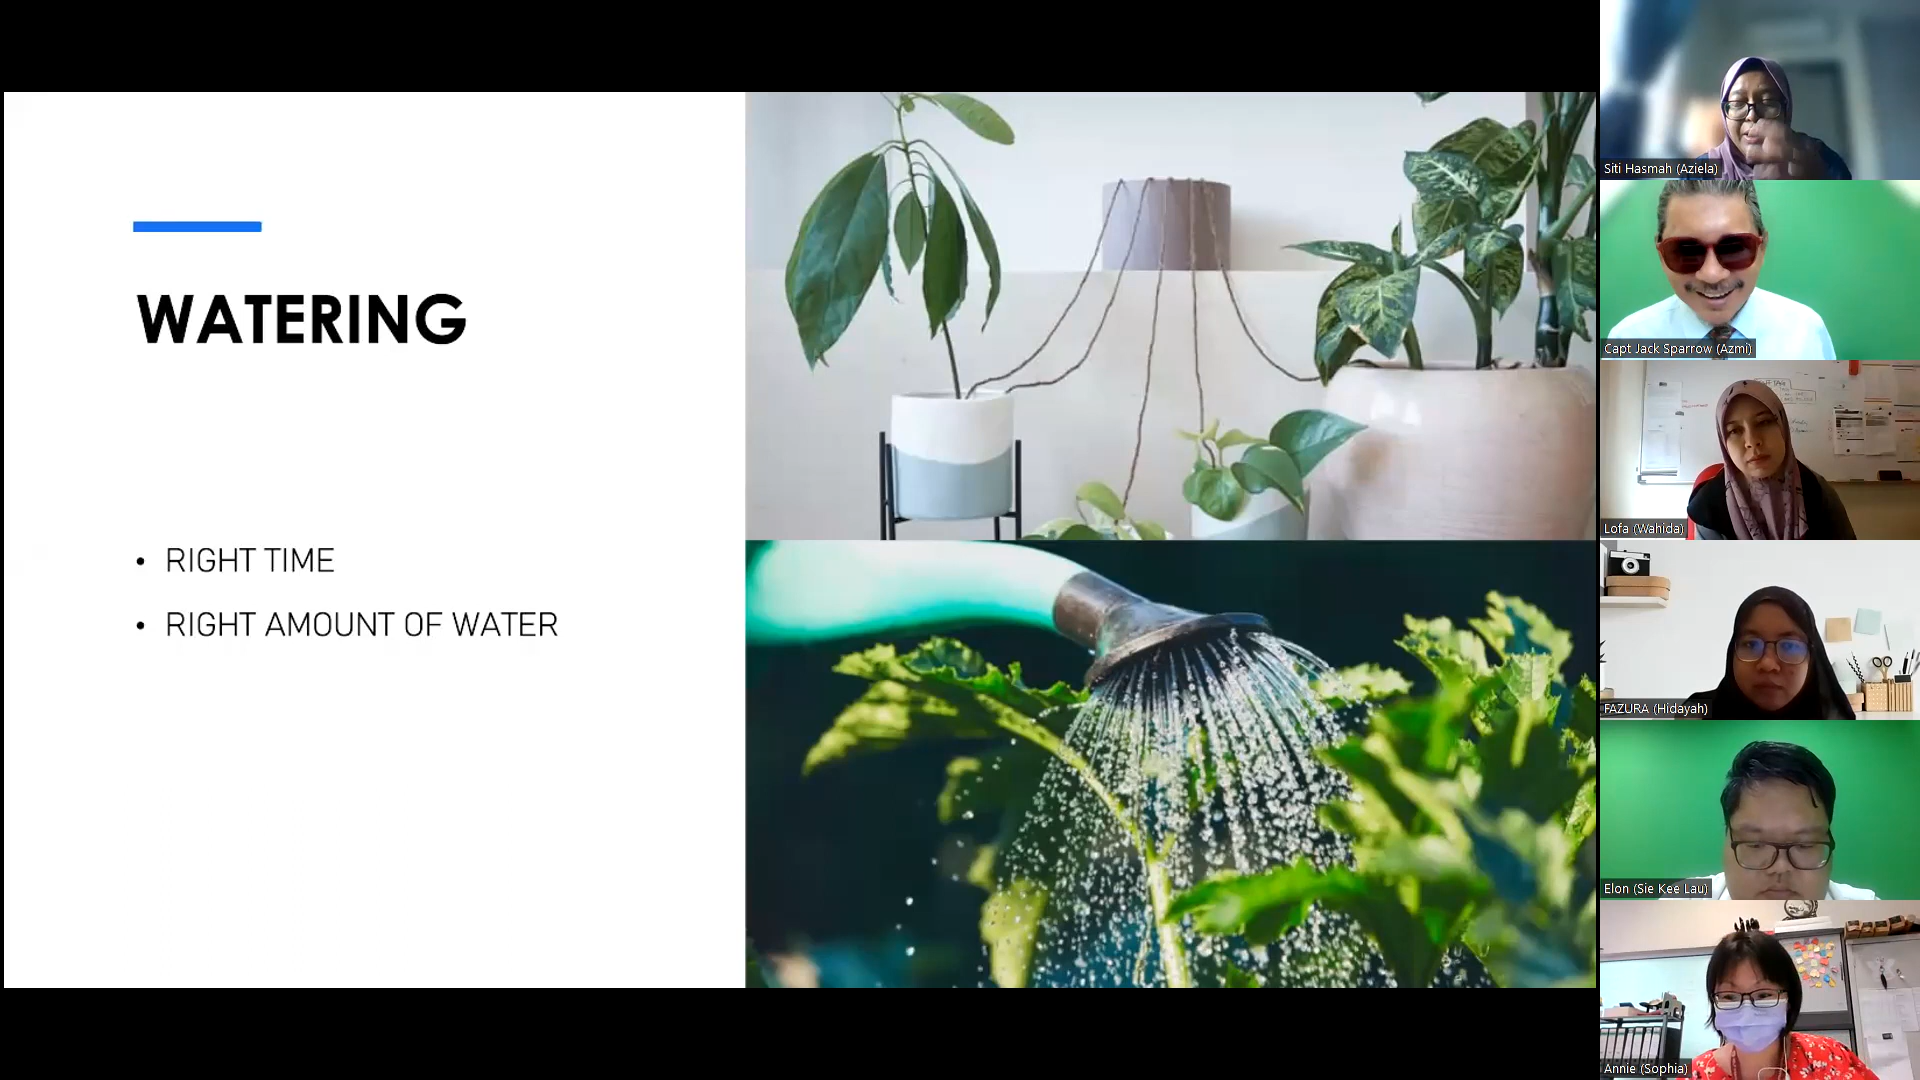 WATERING
• RIGHT TIME
• RIGHT AMOUNT OF WATER
Siti Hasmah (Aziela)
Capt Jack Sparrow (Azmi)
Lofa (Wahida)
FAZURA (Hidayah)
Elon (Sie Kee Lau)
Annie (Sophia)